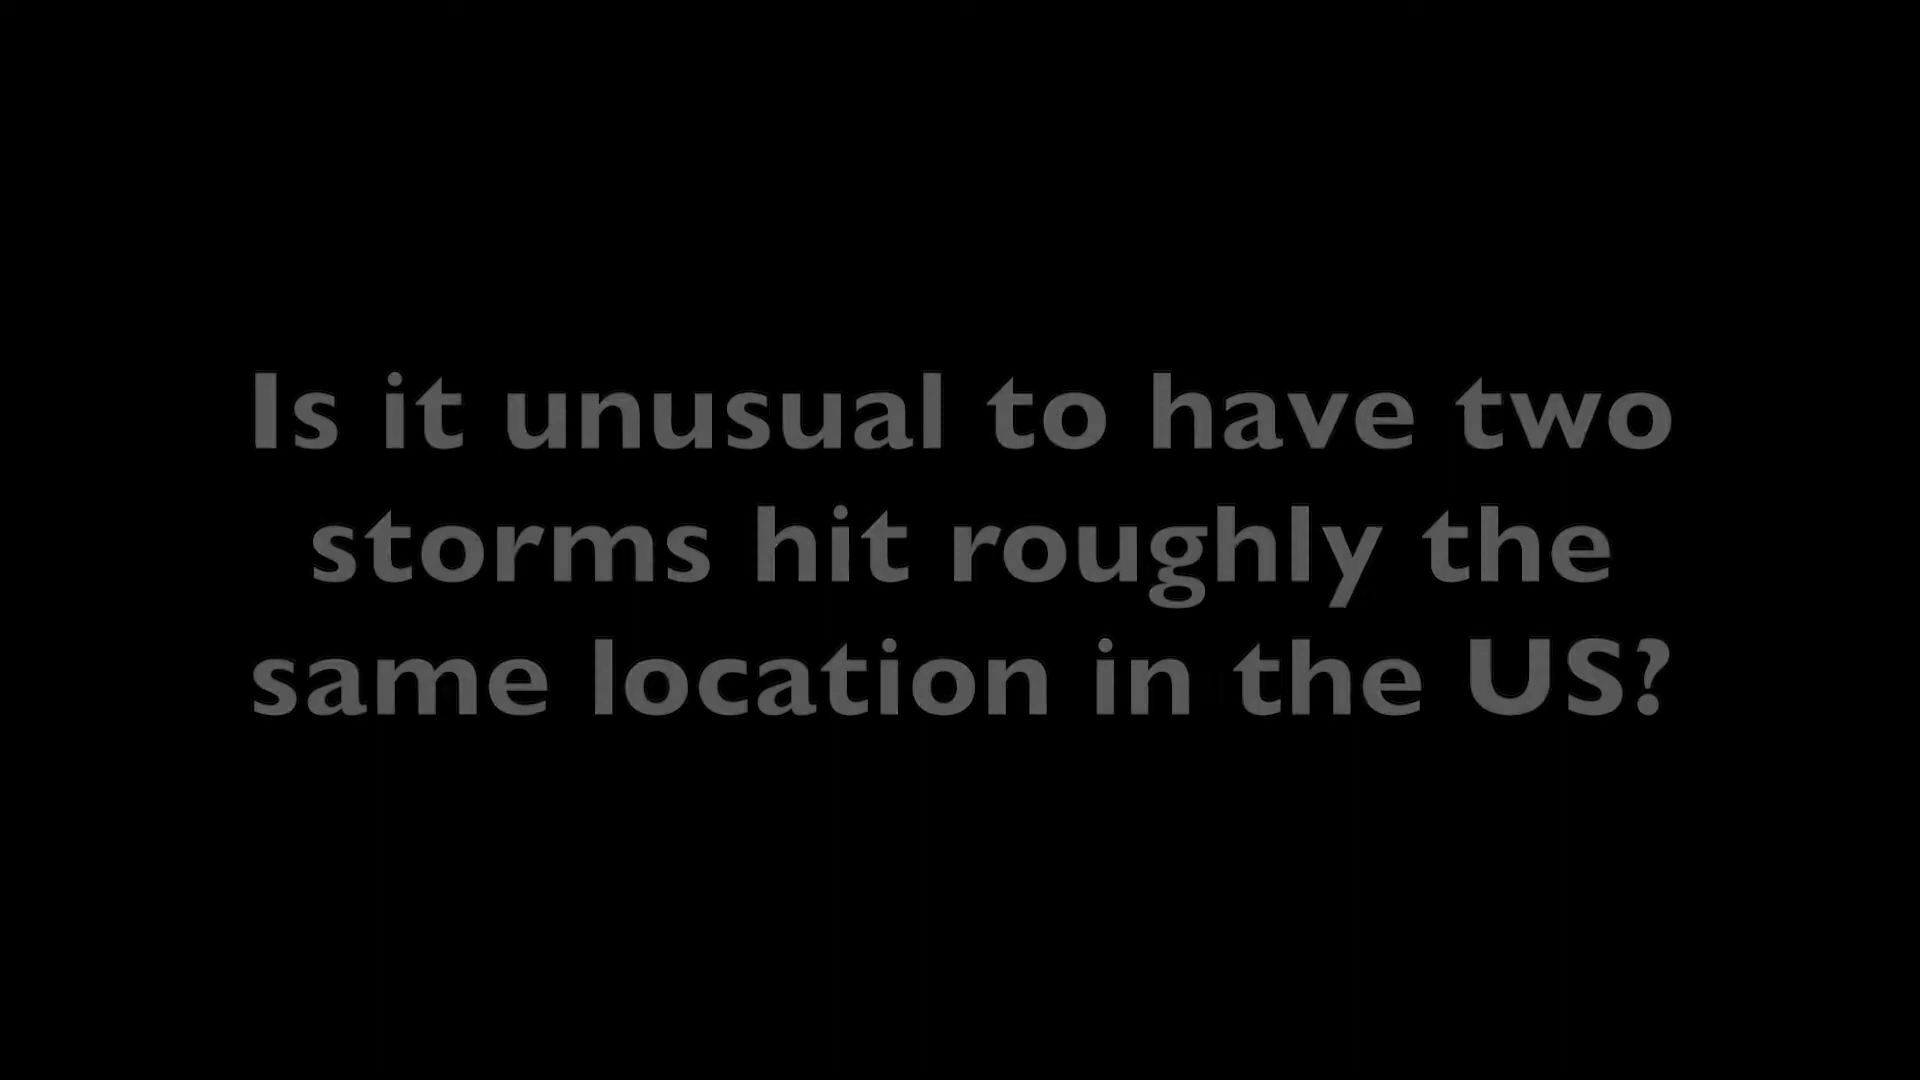 Is it unusual to have two
storms hit roughly the
same location in the US?